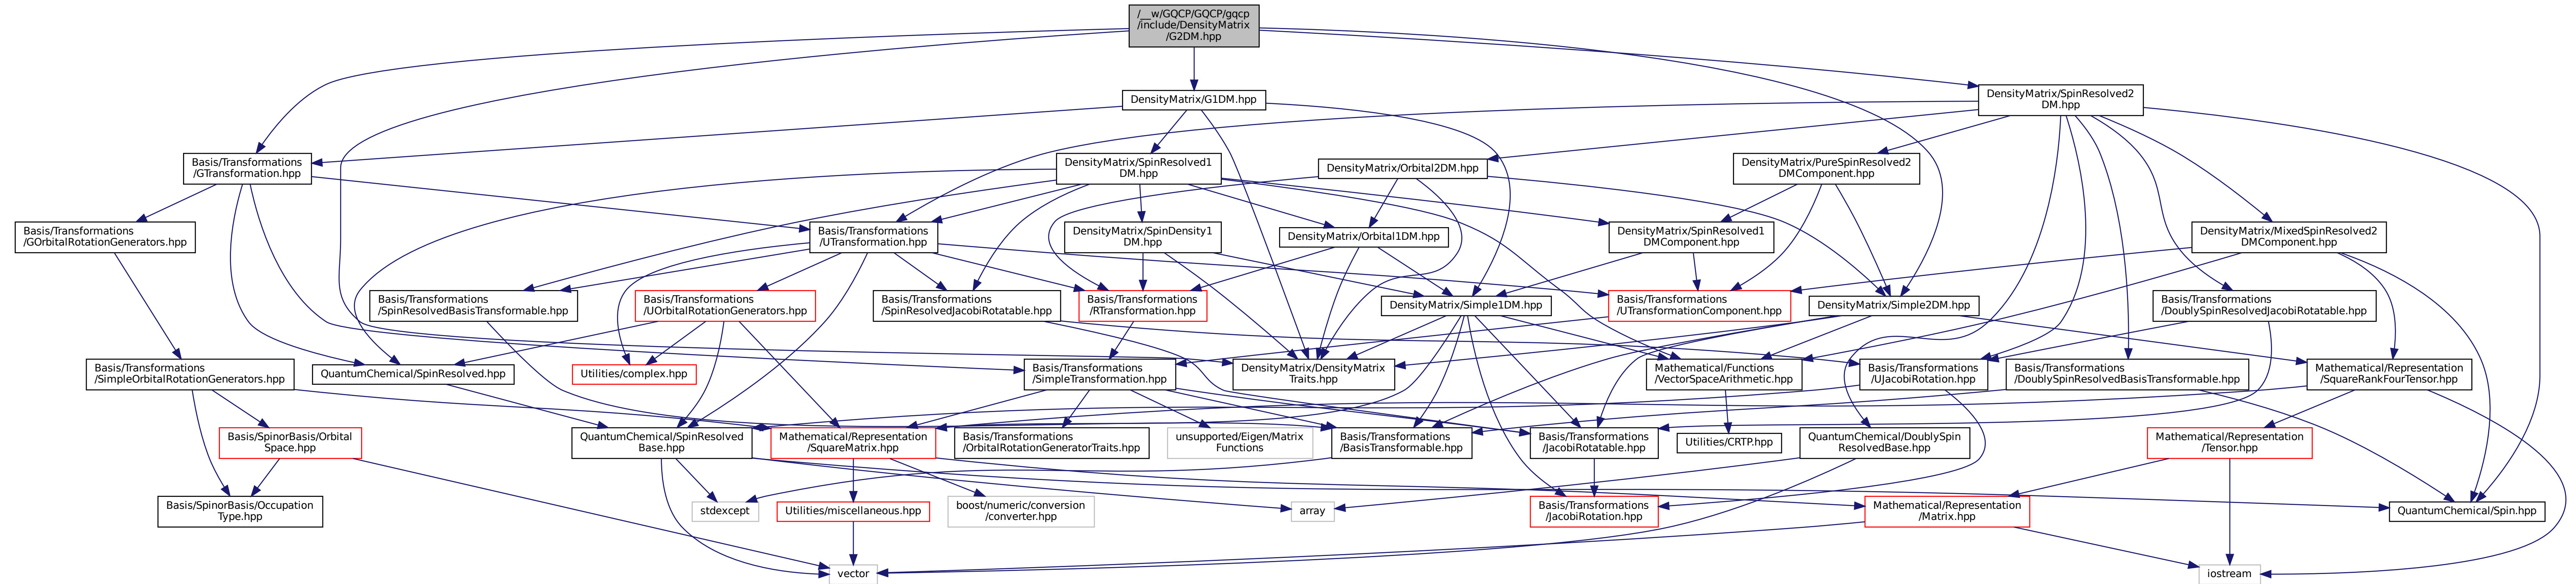 /__w/GQCP/GQCP/gqcp
/include/DensityMatrix
/G2DM.hpp
DensityMatrix/G1DM.hpp
DensityMatrix/SpinResolved2
DM.hpp
Basis/Transformations
/GTransformation.hpp
DensityMatrix/SpinResolved1
DM.hpp
DensityMatrix/Orbital2DM.hpp
DensityMatrix/PureSpinResolved2
DMComponent.hpp
Basis/Transformations
/GOrbitalRotationGenerators.hpp
Basis/Transformations
/UTransformation.hpp
DensityMatrix/SpinDensity1
DM.hpp
DensityMatrix/Orbital1DM.hpp
DensityMatrix/SpinResolved1
DMComponent.hpp
DensityMatrix/MixedSpinResolved2
DMComponent.hpp
Basis/Transformations
/SpinResolvedBasisTransformable.hpp
Basis/Transformations
/UOrbitalRotationGenerators.hpp
Basis/Transformations
/SpinResolvedJacobiRotatable.hpp
Basis/Transformations
/RTransformation.hpp
DensityMatrix/Simple1DM.hpp
Basis/Transformations
/UTransformationComponent.hpp
DensityMatrix/Simple2DM.hpp
Basis/Transformations
/DoublySpinResolvedJacobiRotatable.hpp
Basis/Transformations
/SimpleOrbitalRotationGenerators.hpp
QuantumChemical/SpinResolved.hpp
Utilities/complex.hpp
Basis/Transformations
/SimpleTransformation.hpp
DensityMatrix/DensityMatrix
Traits.hpp
Mathematical/Functions
/VectorSpaceArithmetic.hpp
Basis/Transformations
/UJacobiRotation.hpp
Basis/Transformations
/DoublySpinResolvedBasisTransformable.hpp
Mathematical/Representation
/SquareRankFourTensor.hpp
Basis/SpinorBasis/Orbital
Space.hpp
QuantumChemical/SpinResolved
Base.hpp
Mathematical/Representation
/SquareMatrix.hpp
Basis/Transformations
/OrbitalRotationGeneratorTraits.hpp
unsupported/Eigen/Matrix
Functions
Basis/Transformations
/BasisTransformable.hpp
Basis/Transformations
/JacobiRotatable.hpp
Utilities/CRTP.hpp
QuantumChemical/DoublySpin
ResolvedBase.hpp
Mathematical/Representation
/Tensor.hpp
Basis/SpinorBasis/Occupation
Type.hpp
stdexcept
Utilities/miscellaneous.hpp
boost/numeric/conversion
/converter.hpp
array
Basis/Transformations
/JacobiRotation.hpp
Mathematical/Representation
/Matrix.hpp
QuantumChemical/Spin.hpp
vector
iostream